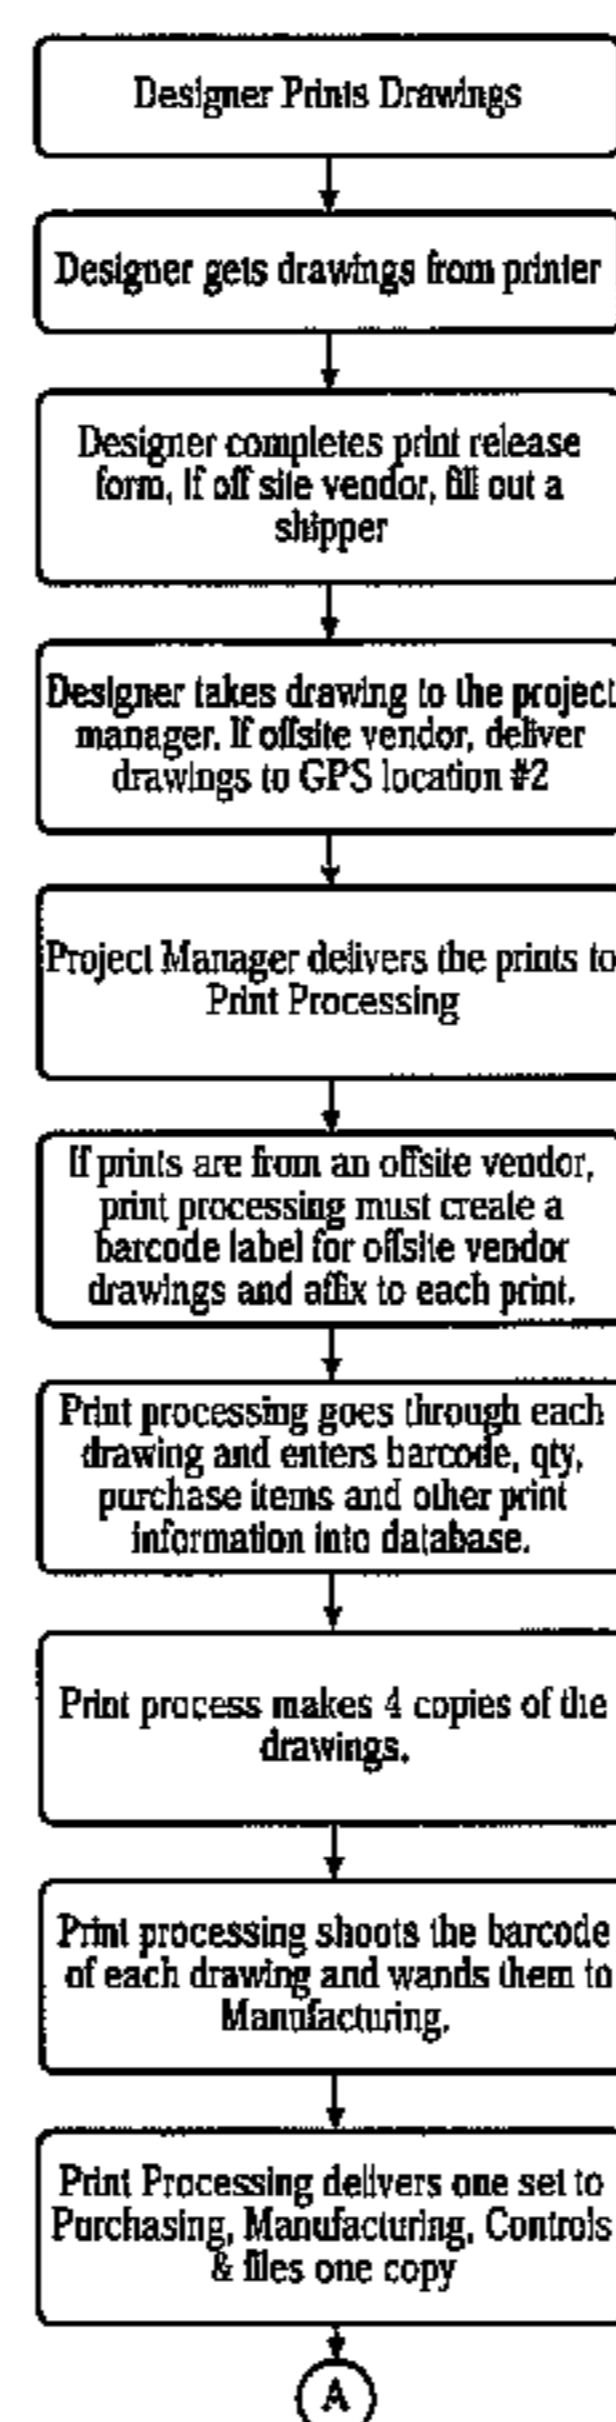 Designer Prints Drawings
Designer gets drawings from printer
Designer completes print release
form, If off site vendor, fill out a
shipper
Designer takes drawing to the project
manager. If offsite vendor, deliver
drawings to GPS location #2
Project Manager delivers the prints to
Print Processing
If prints are from an offsite vendor,
print processing must create a
barcode label for offsite vendor
drawings and affix to each print.
Print processing goes through each
drawing and enters barcode, qty,
purchase items and other print
information into database.
Print process makes 4 copies of the
drawings.
Print processing shoots the barcode
of each drawing and wands them to
Manufacturing.
Print Processing delivers one set to
Purchasing, Manufacturing, Controls
& files one copy
A